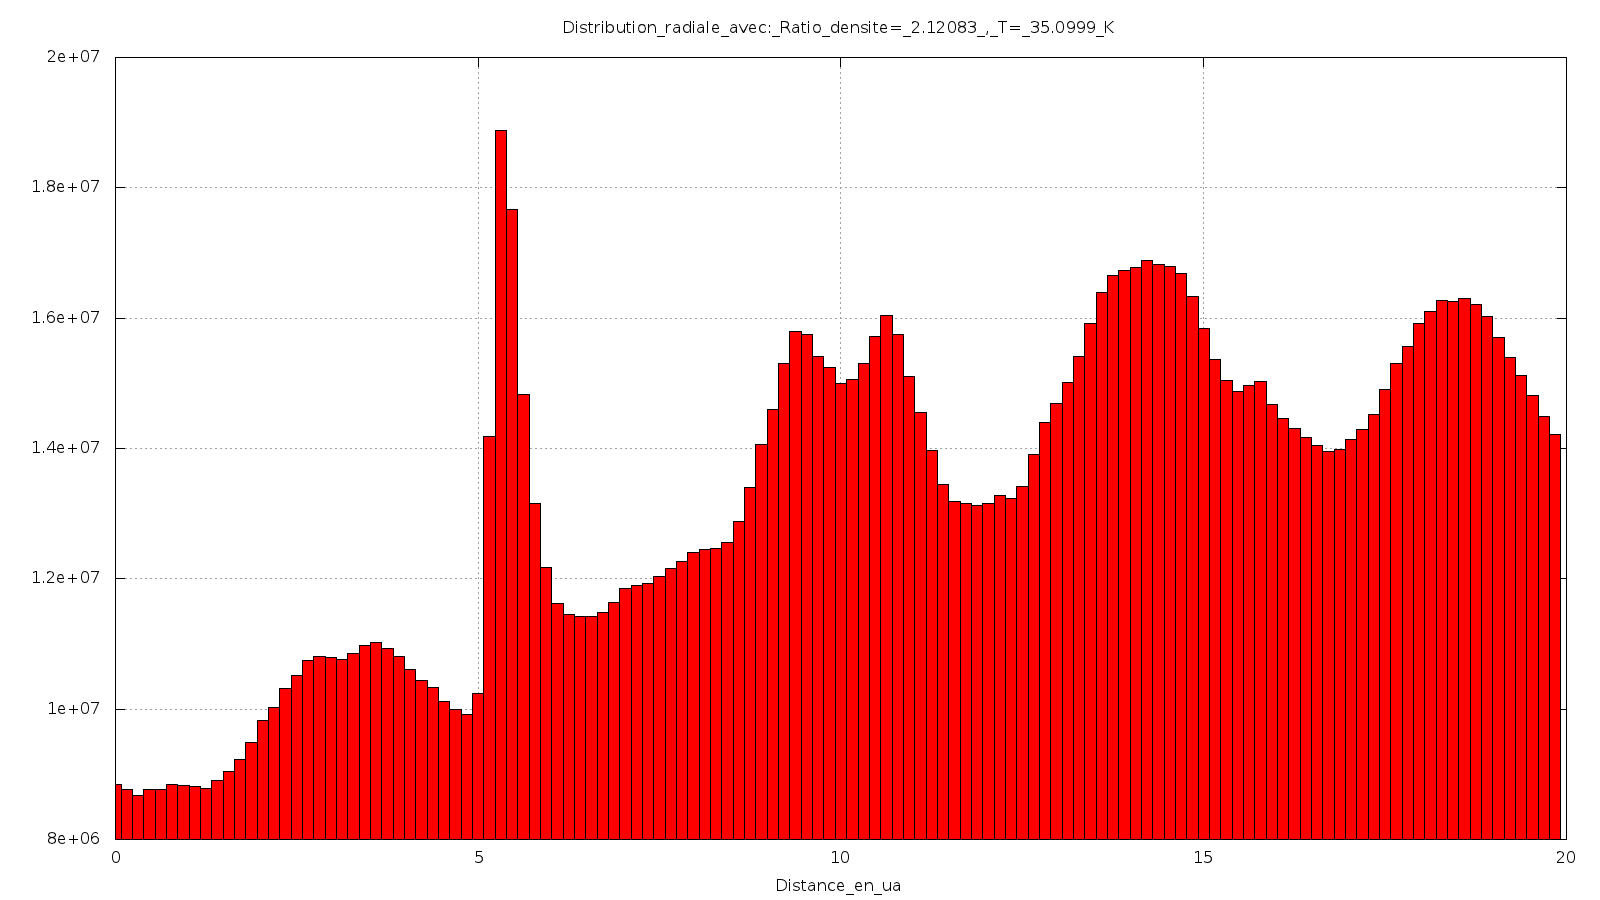 Distribution_radiale_avec:_Ratio_densite=_2.12083_,_T=_35.0999_K
2e+07
1.8e+07
1.6e+07
1.4e+07
1.2e+07
1e+07
8e+06
0 5 10 15 20
Distance_en_ua